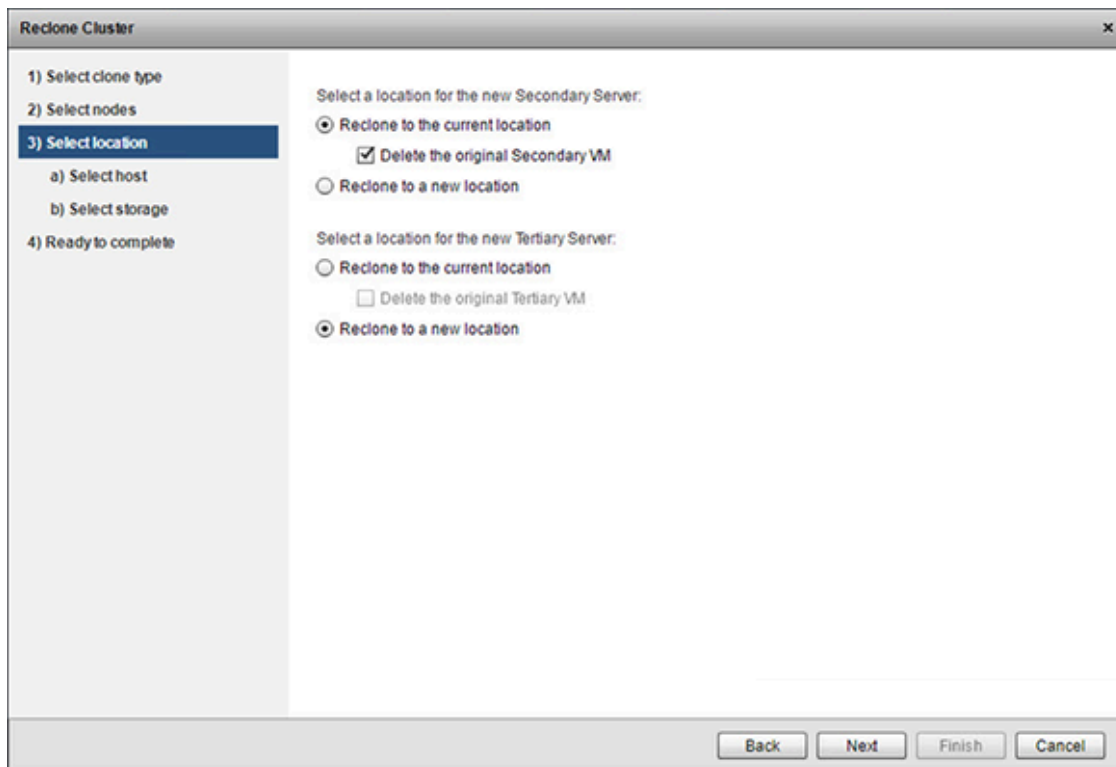 Reclone Cluster
1) Select clone type
2) Select nodes
3) Select location
a) Select host
b) Select storage
4) Ready to complete
Select a location for the new Secondary Server:
Reclone to the current location
Delete the original Secondary VM
Reclone to a new location
Select a location for the new Tertiary Server:
Reclone to the current location
Delete the original Tertiary VM
Reclone to a new location
Back Next Finish Cancel